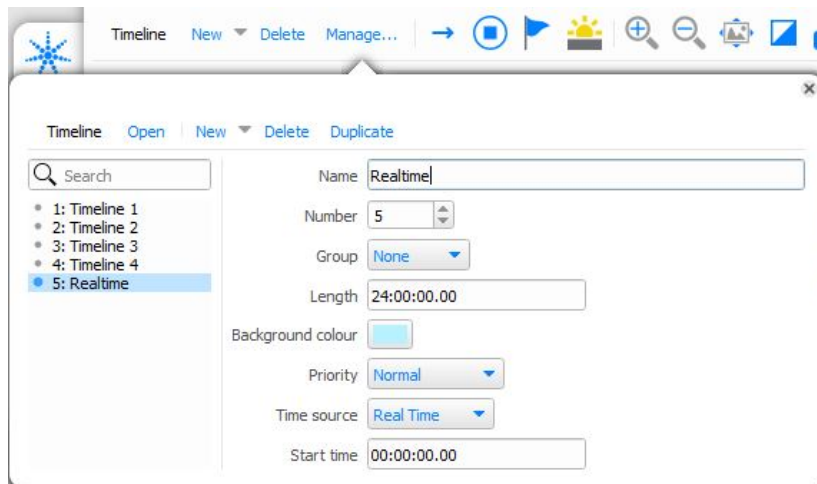 Timeline New Delete Manage...
Timeline Open New Delete Duplicate
Search
1: Timeline 1
2: Timeline 2
3: Timeline 3
4: Timeline 4
5: Realtime
Name Realtime
Number 5
Group None
Length 24:00:00.00
Background colour
Priority Normal
Time source Real Time
Start time 00:00:00.00